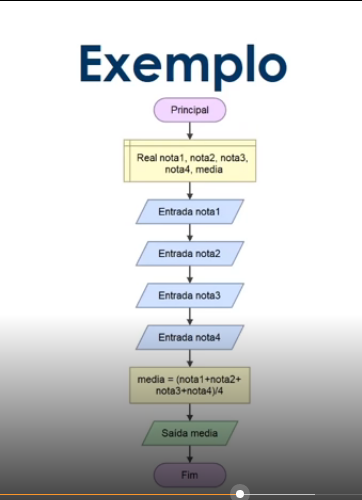 Exemplo
Principal
Real nota1, nota2, nota3,
nota4, media
Entrada nota1
Entrada nota2
Entrada nota3
Entrada nota4
media = (nota1+nota2+
nota3+nota4)/4
Saída media
Fim